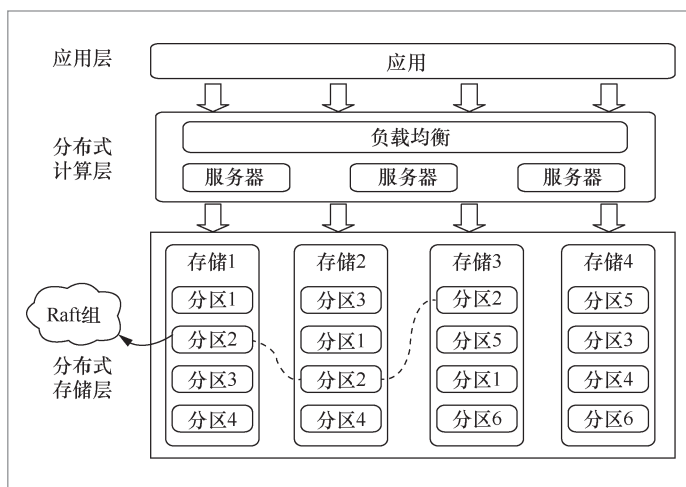 应用层
应用
分布式
计算层
负载均衡
服务器
服务器
服务器
存储1
存储2
存储3
存储4
分区1
分区3
分区2
分区5
Raft组
分区2
分区1
分区5
分区3
分布式
存储层
分区3
分区2
分区1
分区4
分区4
分区4
分区6
分区6